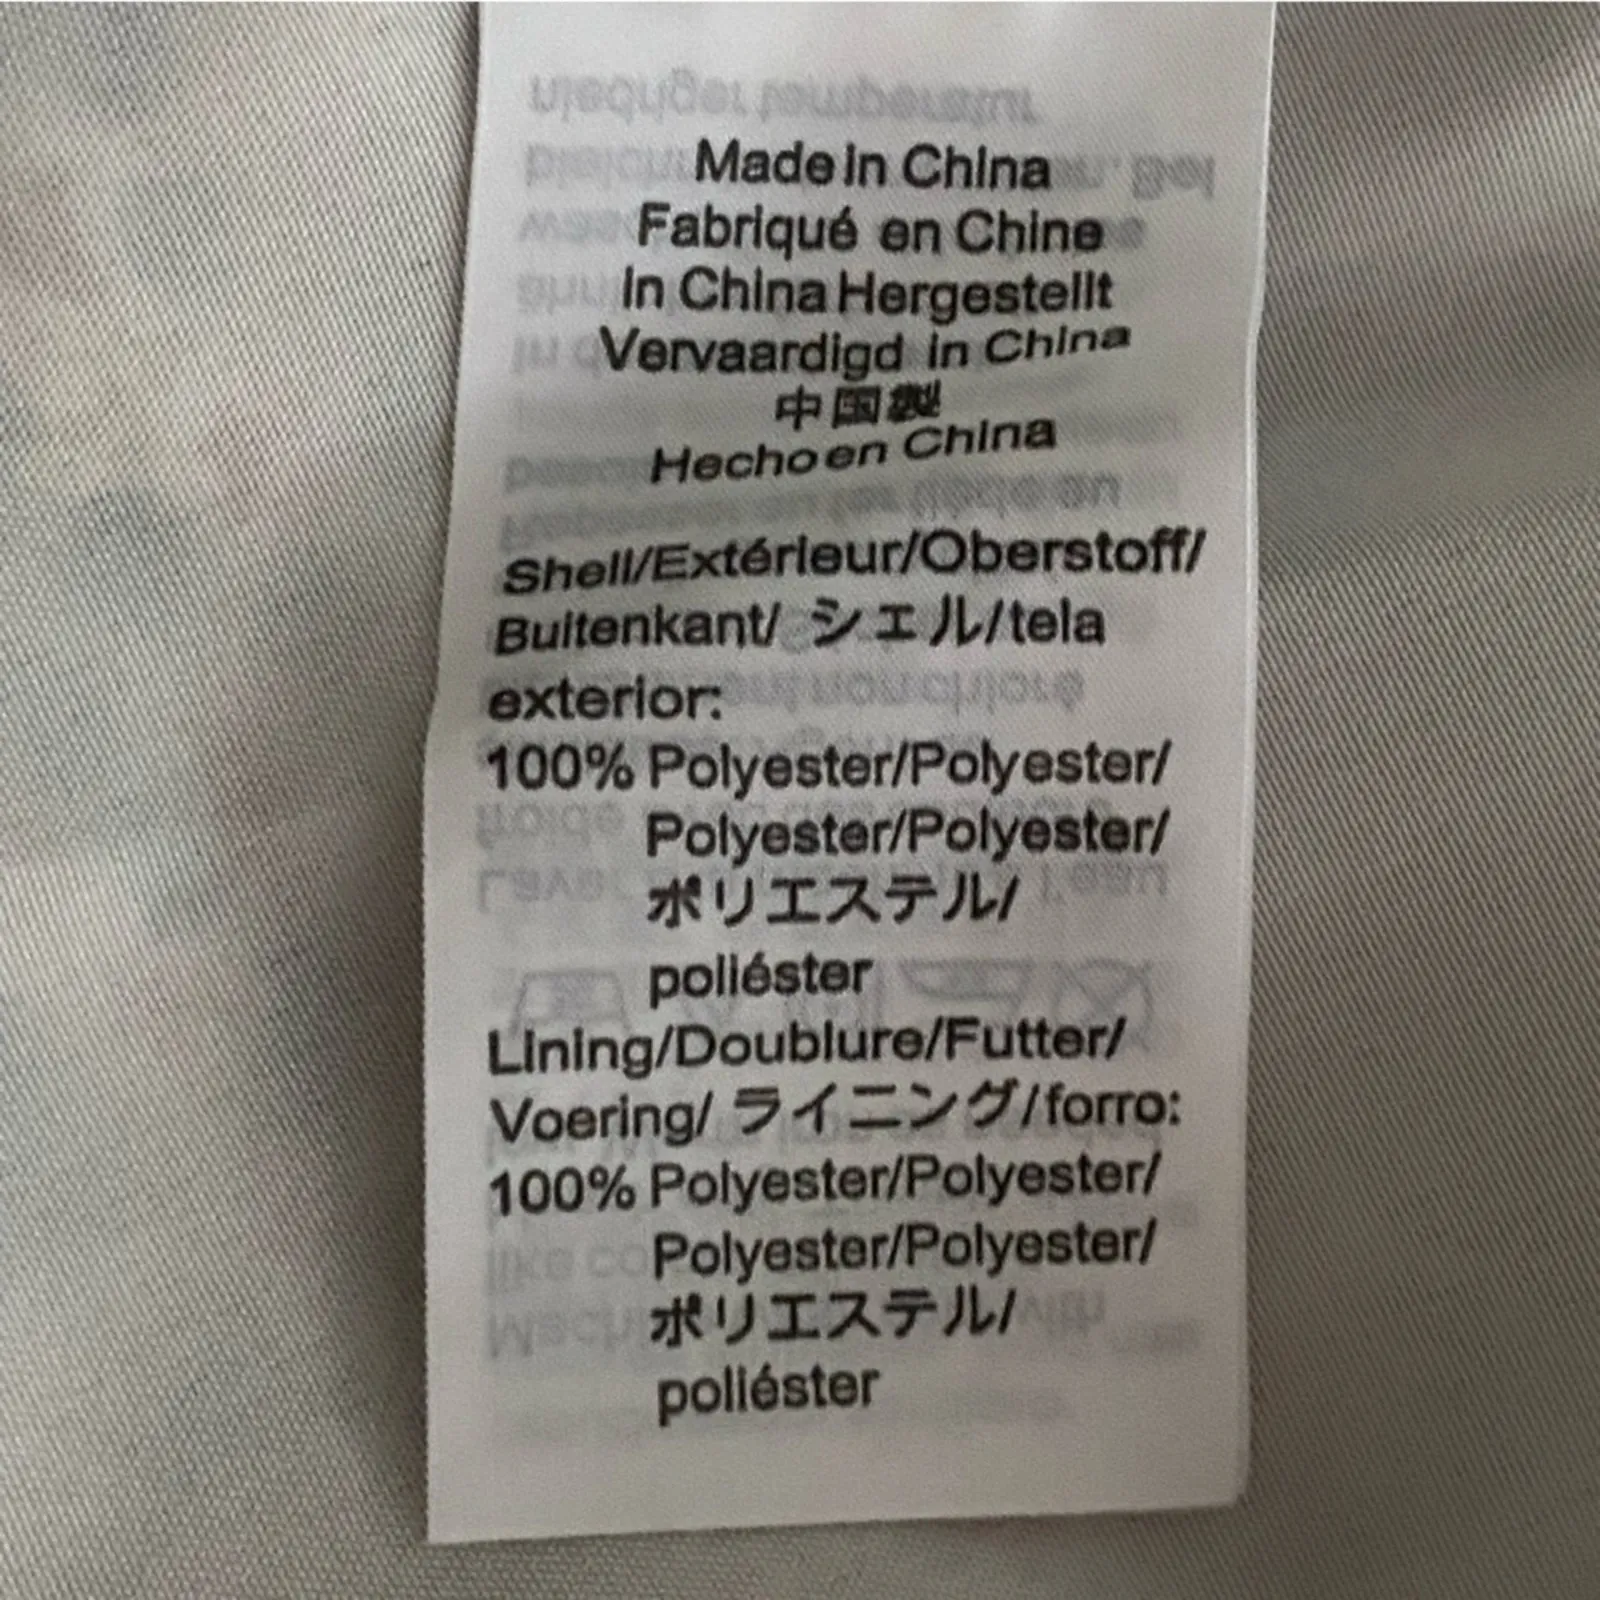 Made in China
Fabriqué en Chine
In China Hergestellt
Vervaardigd in China
中国製
Hecho en China
Shell/Extérieur/Oberstoff/
Buitenkant/ シェル/tela
exterior:
100% Polyester/Polyester/
Polyester/Polyester/
ポリエステル/
poliéster
Lining/Doublure/Futter/
Voering/ ライニング/forro:
100% Polyester/Polyester/
Polyester/Polyester/
ポリエステル/
poliéster